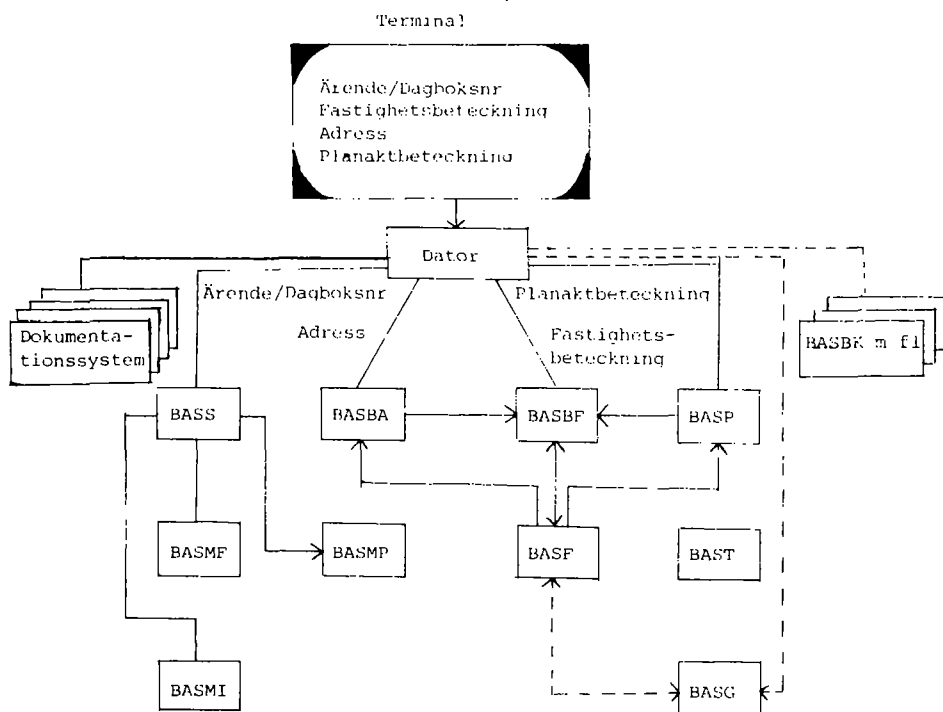 Terminal
Ärende/Dagboksnr
Fastighetsbeteckning
Adress
Planaktbeteckning
Dator
Ärende/Dagboksnr
Planaktbeteckning
Adress
Fastighets-
beteckning
Dokumenta-
tionssystem
BASBK m fl
BASS
BASBA
BASBF
BASP
BASMF
BASMP
BASF
BAST
BASMI
BASG